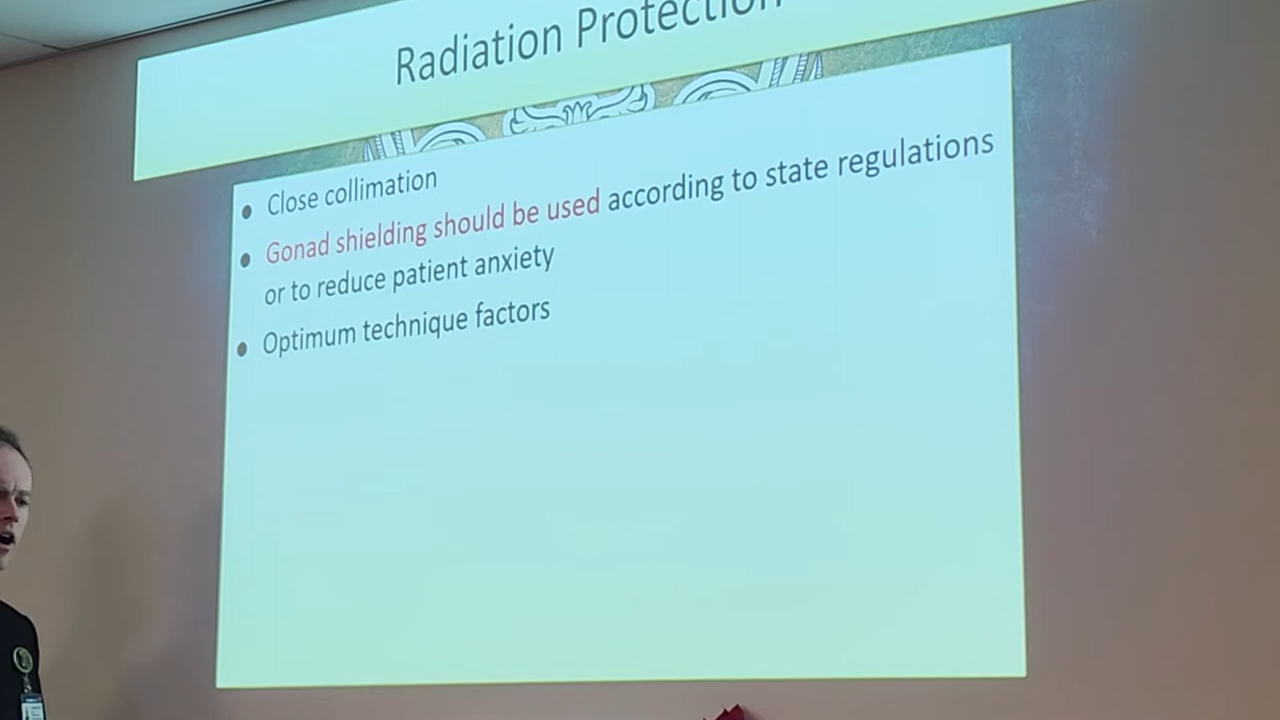 Radiation Protection
Close collimation
Gonad shielding should be used according to state regulations
or to reduce patient anxiety
Optimum technique factors